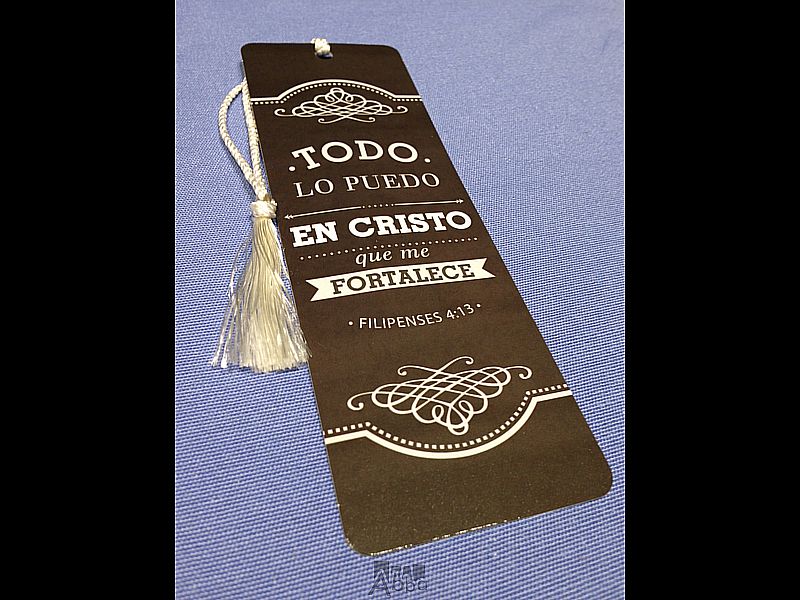 .TODO.
LO PUEDO
EN CRISTO
que me
FORTALECE
• FILIPENSES 4:13 •